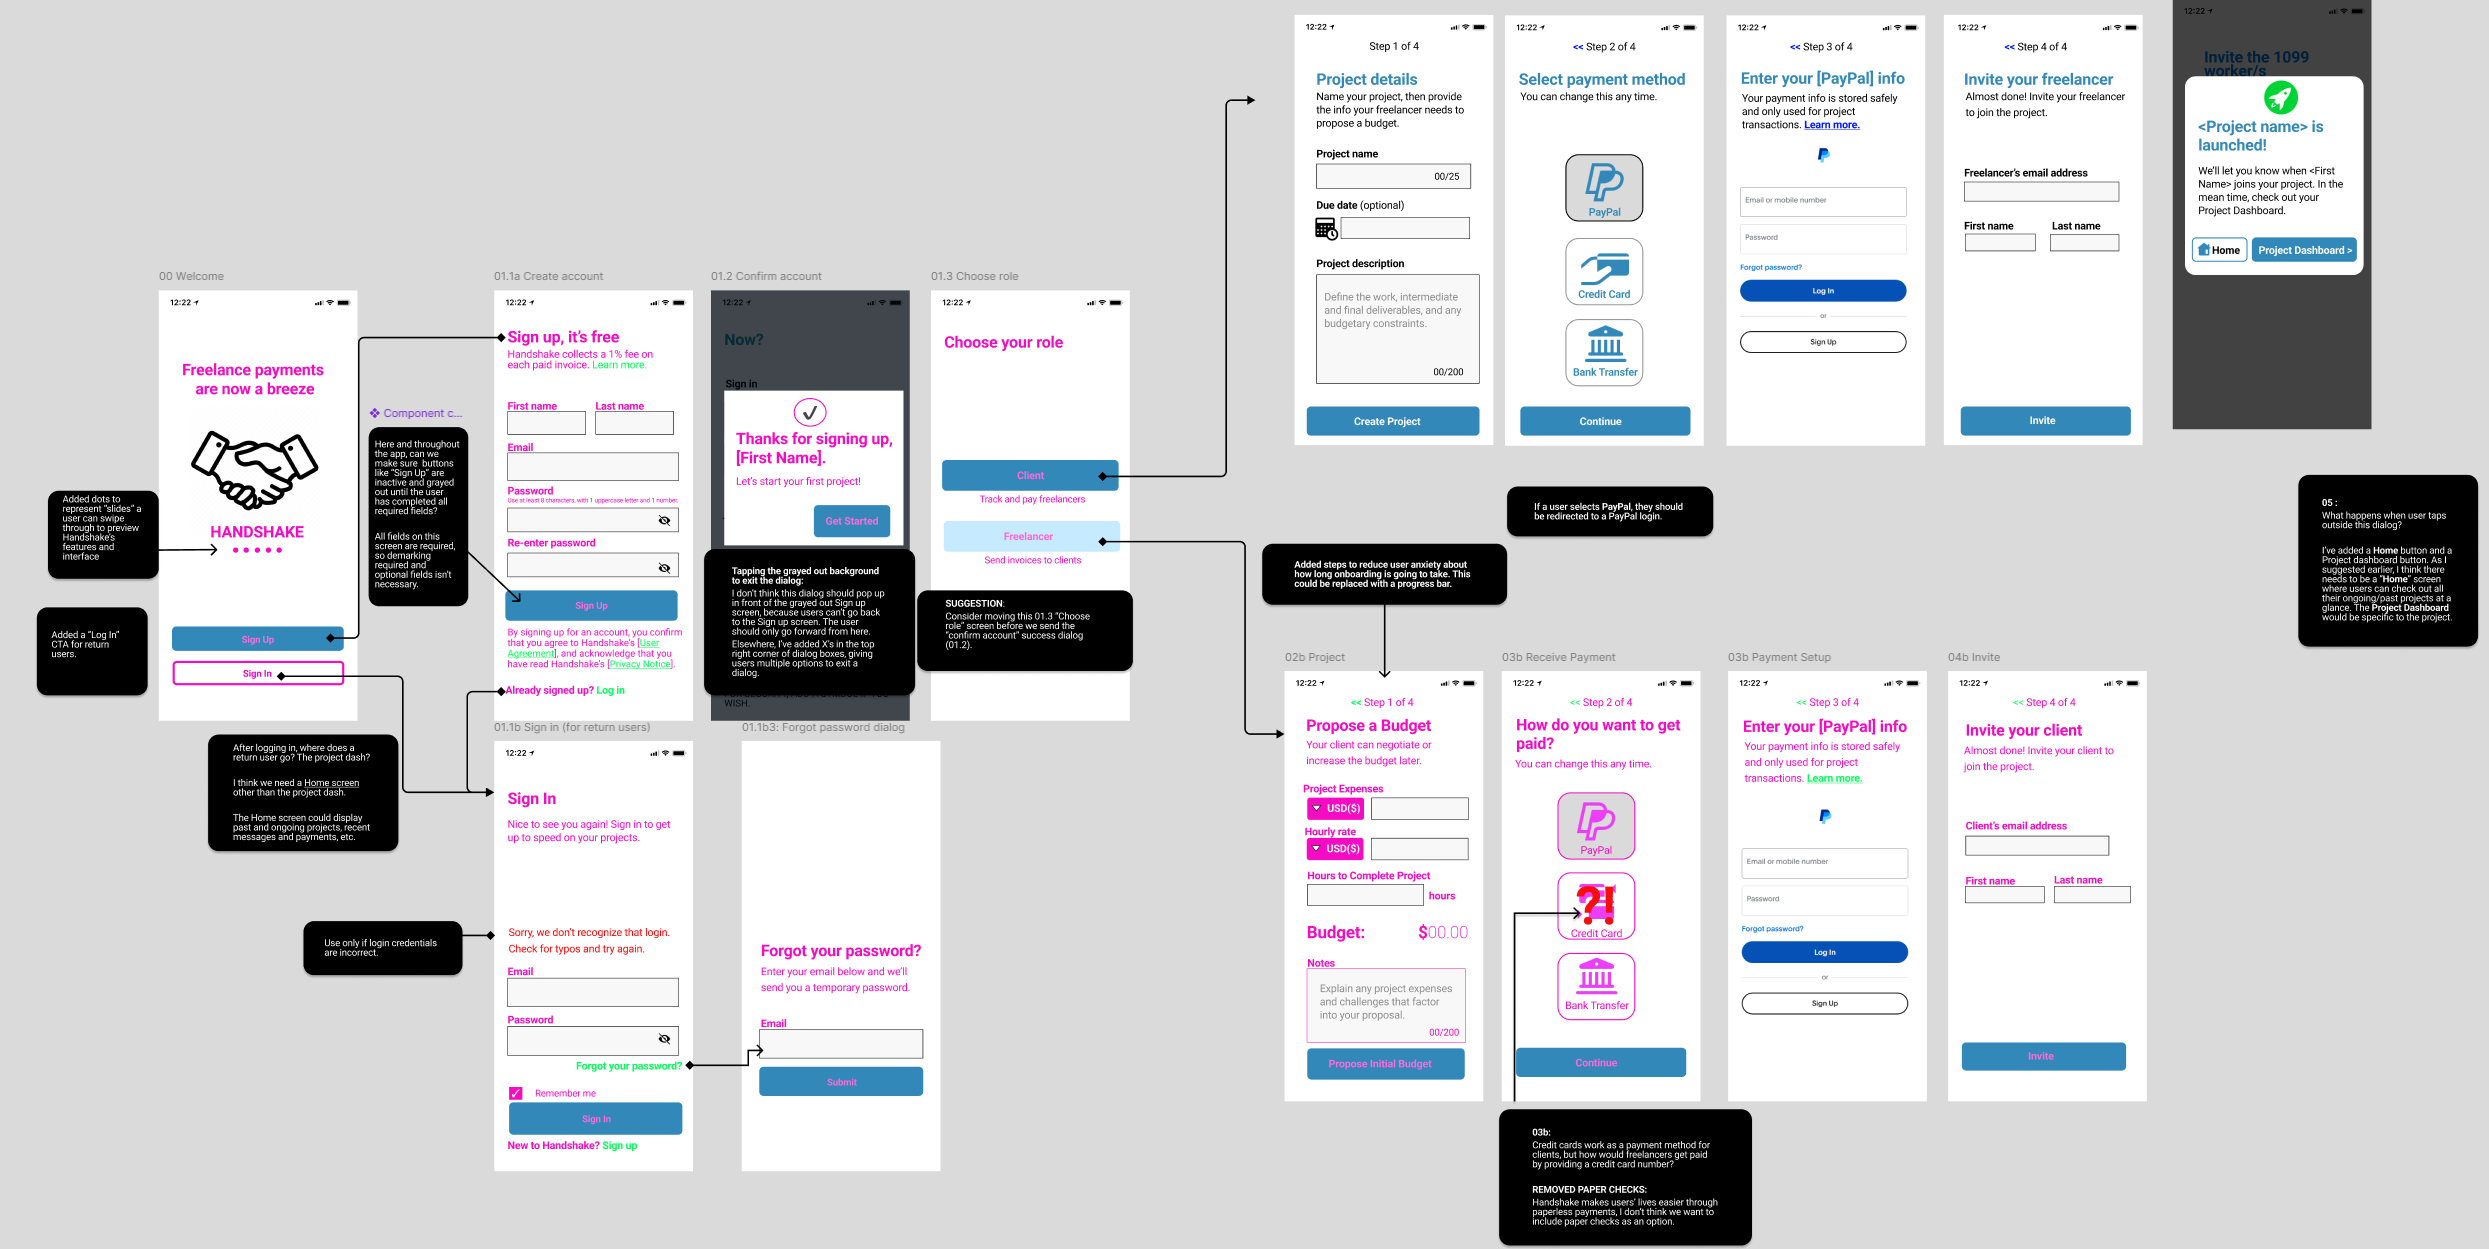 12:22
Step 1 of 4
Project details
Name your project, then provide
the info your freelancer needs to
propose a budget.
Project name
00/25
Due date (optional)
Project description
Define the work, intermediate
and final deliverables, and any
budgetary constraints.
00/200
Create Project
12:22
<< Step 2 of 4
Select payment method
You can change this any time.
PayPal
Credit Card
Bank Transfer
Continue
12:22
<< Step 3 of 4
Enter your [PayPal] info
Your payment info is stored safely
and only used for project
transactions. Learn more.
Email or mobile number
Password
Forgot password?
Log In
or
Sign Up
12:22
<< Step 4 of 4
Invite your freelancer
Almost done! Invite your freelancer
to join the project.
Freelancer's email address
First name Last name
Invite
12:22
Invite the 1099
worker/s
<Project name> is
launched!
We'll let you know when <First
Name> joins your project. In the
mean time, check out your
Project Dashboard.
Home
Project Dashboard >
00 Welcome
12:22
Freelance payments
are now a breeze
HANDSHAKE
Sign Up
Sign In
Added dots to
represent "slides" a
user can swipe
through to preview
Handshake's
features and
interface
Added a "Log In"
CTA for return
users.
Component c...
Here and throughout
the app, can we
make sure buttons
like "Sign Up" are
inactive and grayed
out until the user
has completed all
required fields?
All fields on this
screen are required,
so demarking
required and
optional fields isn't
necessary.
01.1a Create account
12:22
Sign up, it's free
Handshake collects a 1% fee on
each paid invoice. Learn more.
First name Last name
Email
Password
Use at least 8 characters, with 1 uppercase letter and 1 number.
Re-enter password
Sign Up
By signing up for an account, you confirm
that you agree to Handshake's [User
Agreement], and acknowledge that you
have read Handshake's [Privacy Notice].
Already signed up? Log in
01.2 Confirm account
12:22
Now?
Sign in
Thanks for signing up,
[First Name].
Let's start your first project!
Get Started
Tapping the grayed out background
to exit the dialog:
I don't think this dialog should pop up
in front of the grayed out Sign up
screen, because users can't go back
to the Sign up screen. The user
should only go forward from here.
Elsewhere, I've added X's in the top
right corner of dialog boxes, giving
users multiple options to exit a
dialog.
WISH.
01.3 Choose role
12:22
Choose your role
Client
Track and pay freelancers
Freelancer
Send invoices to clients
SUGGESTION:
Consider moving this 01.3 "Choose
role" screen before we send the
"confirm account" success dialog
(01.2).
If a user selects PayPal, they should
be redirected to a PayPal login.
Added steps to reduce user anxiety about
how long onboarding is going to take. This
could be replaced with a progress bar.
05 :
What happens when user taps
outside this dialog?
I've added a Home button and a
Project dashboard button. As I
suggested earlier, I think there
needs to be a "Home" screen
where users can check out all
their ongoing/past projects at a
glance. The Project Dashboard
would be specific to the project.
After logging in, where does a
return user go? The project dash?
I think we need a Home screen
other than the project dash.
The Home screen could display
past and ongoing projects, recent
messages and payments, etc.
Use only if login credentials
are incorrect.
01.1b Sign in (for return users)
12:22
Sign In
Nice to see you again! Sign in to get
up to speed on your projects.
Sorry, we don't recognize that login.
Check for typos and try again.
Email
Password
Forgot your password?
Remember me
Sign In
New to Handshake? Sign up
01.1b3: Forgot password dialog
Forgot your password?
Enter your email below and we'll
send you a temporary password.
Email
Submit
02b Project
12:22
<< Step 1 of 4
Propose a Budget
Your client can negotiate or
increase the budget later.
Project Expenses
USD($)
Hourly rate
USD($)
Hours to Complete Project
hours
Budget: $00.00
Notes
Explain any project expenses
and challenges that factor
into your proposal.
00/200
Propose Initial Budget
03b Receive Payment
12:22
<< Step 2 of 4
How do you want to get
paid?
You can change this any time.
PayPal
?!
Credit Card
Bank Transfer
Continue
03b:
Credit cards work as a payment method for
clients, but how would freelancers get paid
by providing a credit card number?
REMOVED PAPER CHECKS:
Handshake makes users' lives easier through
paperless payments, I don't think we want to
include paper checks as an option.
03b Payment Setup
12:22
<< Step 3 of 4
Enter your [PayPal] info
Your payment info is stored safely
and only used for project
transactions. Learn more.
Email or mobile number
Password
Forgot password?
Log In
or
Sign Up
04b Invite
12:22
<< Step 4 of 4
Invite your client
Almost done! Invite your client to
join the project.
Client's email address
First name Last name
Invite